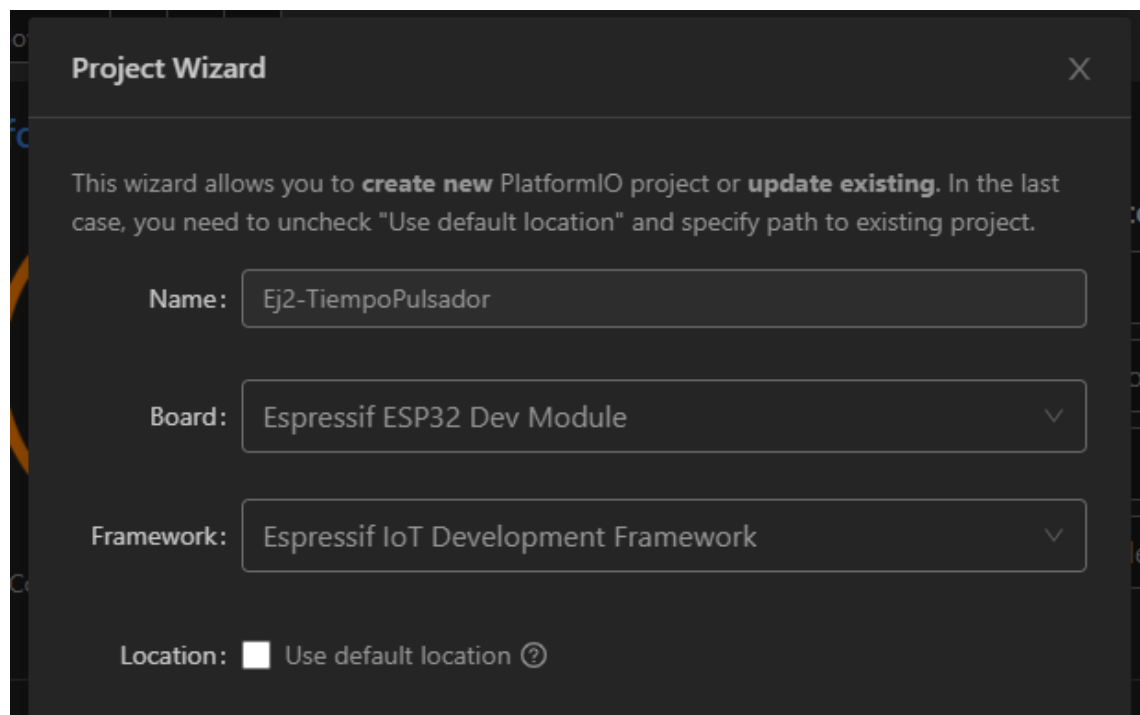 Project Wizard
This wizard allows you to create new PlatformIO project or update existing. In the last
case, you need to uncheck "Use default location" and specify path to existing project.
Name:
Ej2-TiempoPulsador
Board:
Espressif ESP32 Dev Module
Framework:
Espressif IoT Development Framework
Location:
Use default location